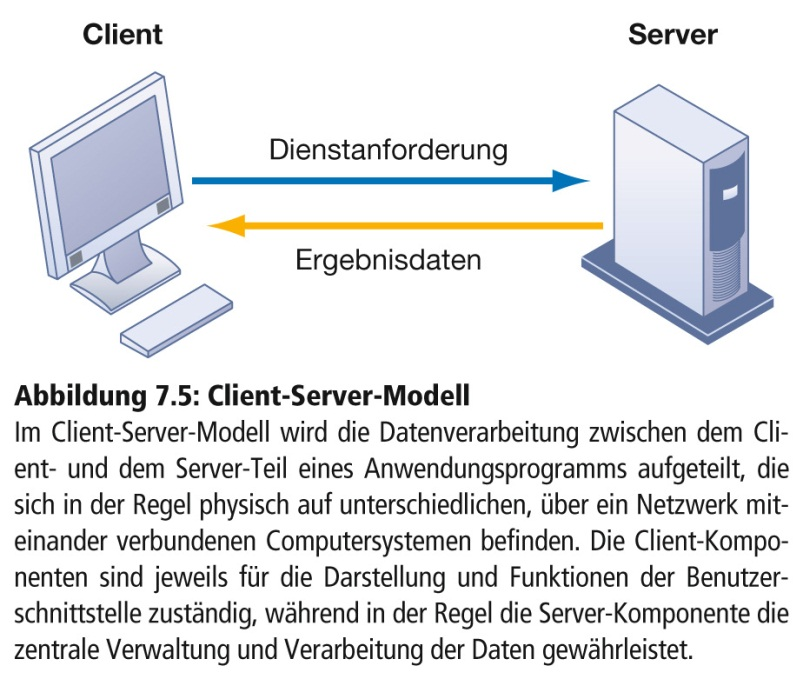 Client
Server
Dienstanforderung
Ergebnisdaten
Abbildung 7.5: Client-Server-Modell
Im Client-Server-Modell wird die Datenverarbeitung zwischen dem Cli-
ent- und dem Server-Teil eines Anwendungsprogramms aufgeteilt, die
sich in der Regel physisch auf unterschiedlichen, über ein Netzwerk mit-
einander verbundenen Computersystemen befinden. Die Client-Kompo-
nenten sind jeweils für die Darstellung und Funktionen der Benutzer-
schnittstelle zuständig, während in der Regel die Server-Komponente die
zentrale Verwaltung und Verarbeitung der Daten gewährleistet.